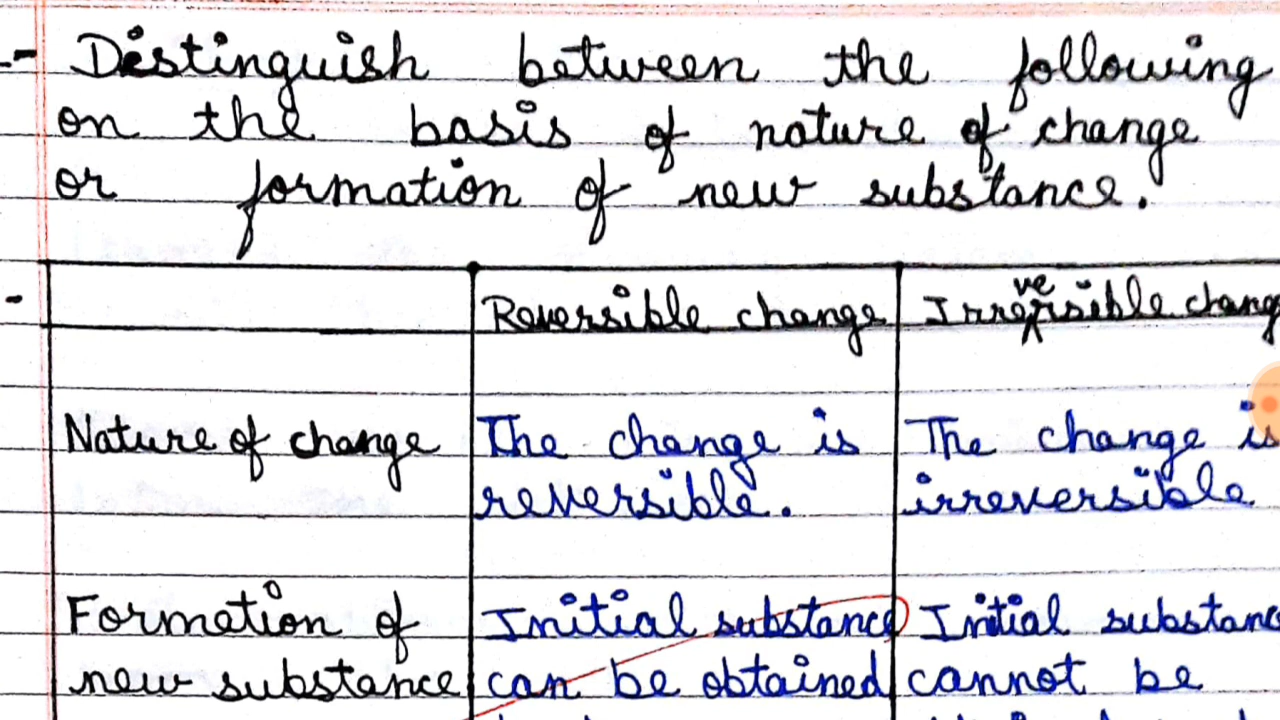 - Distinguish between the following
on the basis of nature of change
or formation of new substance.
- Reversible change Irreversible chang
Nature of change The change is The change is
reversible. irreversible
Formation of Initial substance Initial substanc
new substance can be obtained cannot be